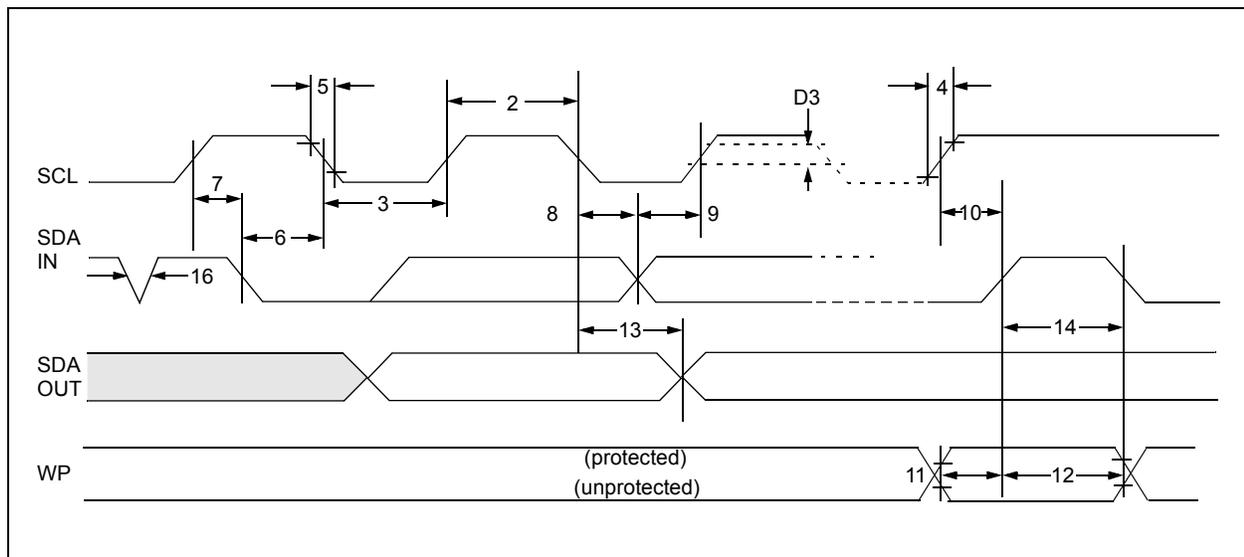 5
2
D3
4
SCL
7
3
8
9
10
SDA
IN
6
16
13
14
SDA
OUT
WP
(protected)
(unprotected)
11
12